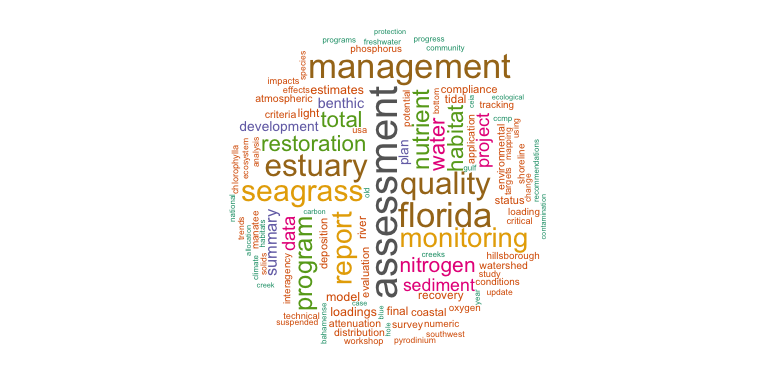 protection
programs
progress
freshwater
phosphorus
community
species
management
impacts
effects
estimates
compliance
atmospheric
benthic
potential
bottom
tidal
ceia
ecological
tracking
criteria
light
total
nutrient
ccmp
development
usa
water
habitat
project
application
using
mapping
restoration
plan
analysis
ecosystem
chlorophylla
assessment
environmental
shoreline
estuary
gulf
targets
change
recommendations
seagrass
old
quality
status
national
carbon
florida
loading
critical
contamination
trends
allocation
manatee
habitats
summary
data
program
deposition
report
river
monitoring
climate
solids
interagency
evaluation
creeks
hillsborough
nitrogen
watershed
study
creek
sediment
conditions
model
recovery
year
update
case
technical
loadings
blue
final
coastal
oxygen
suspended
bahamense
attenuation
hole
survey
numeric
distribution
southwest
workshop
pyrodinium